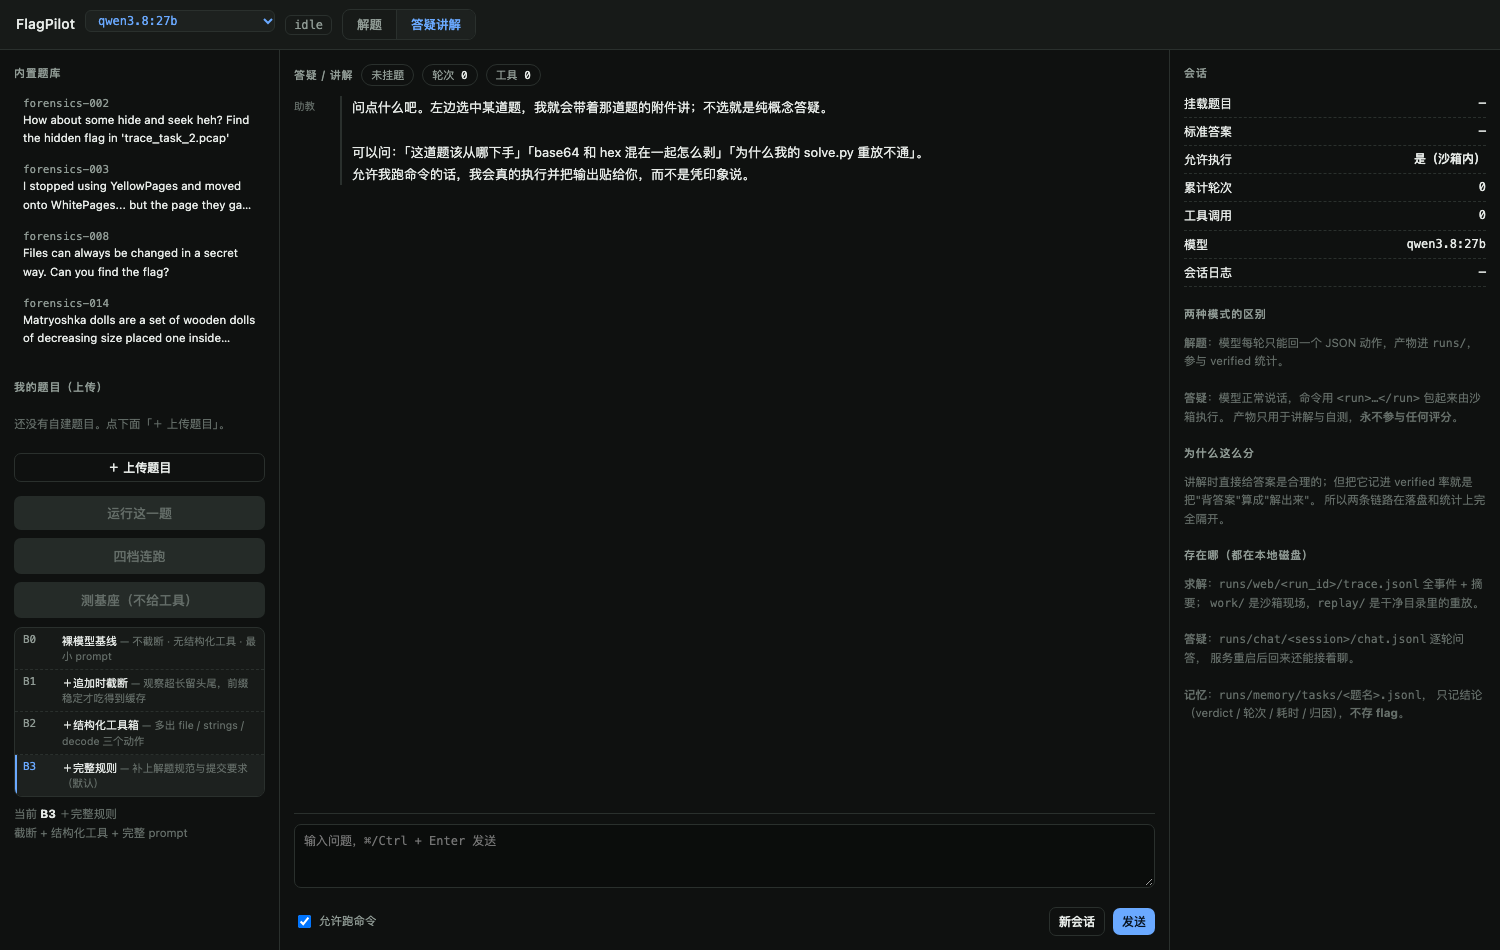 FlagPilot
qwen3.8:27b
idle
解题
答疑讲解
内置题库
forensics-002
How about some hide and seek heh? Find
the hidden flag in 'trace_task_2.pcap'
forensics-003
I stopped using YellowPages and moved
onto WhitePages... but the page they ga...
forensics-008
Files can always be changed in a secret
way. Can you find the flag?
forensics-014
Matryoshka dolls are a set of wooden dolls
of decreasing size placed one inside...
我的题目（上传）
还没有自建题目。点下面「＋ 上传题目」。
＋ 上传题目
运行这一题
四档连跑
测基座（不给工具）
B0 裸模型基线 — 不截断 · 无结构化工具 · 最
小 prompt
B1 ＋追加时截断 — 观察超长留头尾，前缀
稳定才吃得到缓存
B2 ＋结构化工具箱 — 多出 file / strings /
decode 三个动作
B3 ＋完整规则 — 补上解题规范与提交要求
（默认）
当前 B3 ＋完整规则
截断 + 结构化工具 + 完整 prompt
答疑 / 讲解
未挂题
轮次 0
工具 0
助教
问点什么吧。左边选中某道题，我就会带着那道题的附件讲；不选就是纯概念答疑。
可以问：「这道题该从哪下手」「base64 和 hex 混在一起怎么剥」「为什么我的 solve.py 重放不通」。
允许我跑命令的话，我会真的执行并把输出贴给你，而不是凭印象说。
输入问题，⌘/Ctrl + Enter 发送
允许跑命令
新会话
发送
会话
挂载题目 —
标准答案 —
允许执行 是（沙箱内）
累计轮次 0
工具调用 0
模型 qwen3.8:27b
会话日志 —
两种模式的区别
解题：模型每轮只能回一个 JSON 动作，产物进 runs/，
参与 verified 统计。
答疑：模型正常说话，命令用 <run>…</run> 包起来由沙
箱执行。 产物只用于讲解与自测，永不参与任何评分。
为什么这么分
讲解时直接给答案是合理的；但把它记进 verified 率就是
把"背答案"算成"解出来"。 所以两条链路在落盘和统计上完
全隔开。
存在哪（都在本地磁盘）
求解：runs/web/<run_id>/trace.jsonl 全事件 + 摘
要； work/ 是沙箱现场，replay/ 是干净目录里的重放。
答疑：runs/chat/<session>/chat.jsonl 逐轮问
答， 服务重启后回来还能接着聊。
记忆：runs/memory/tasks/<题名>.jsonl， 只记结论
（verdict / 轮次 / 耗时 / 归因），不存 flag。